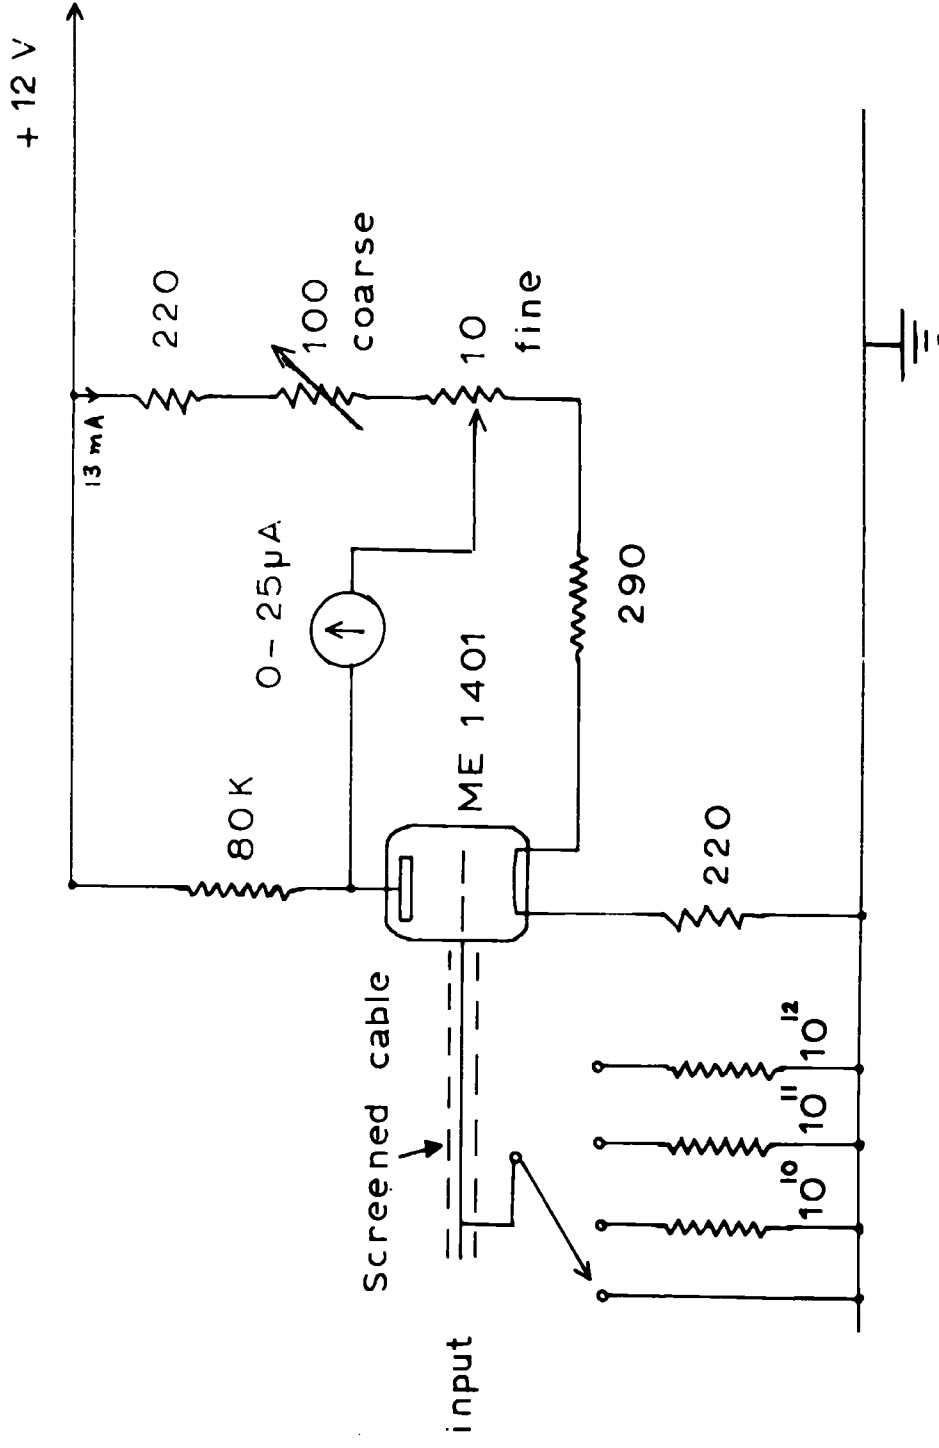 + 12 V
13 mA
220
100
coarse
10
fine
0-25µA
80K
ME 1401
290
220
Screened cable
input
10^10
10^11
10^12